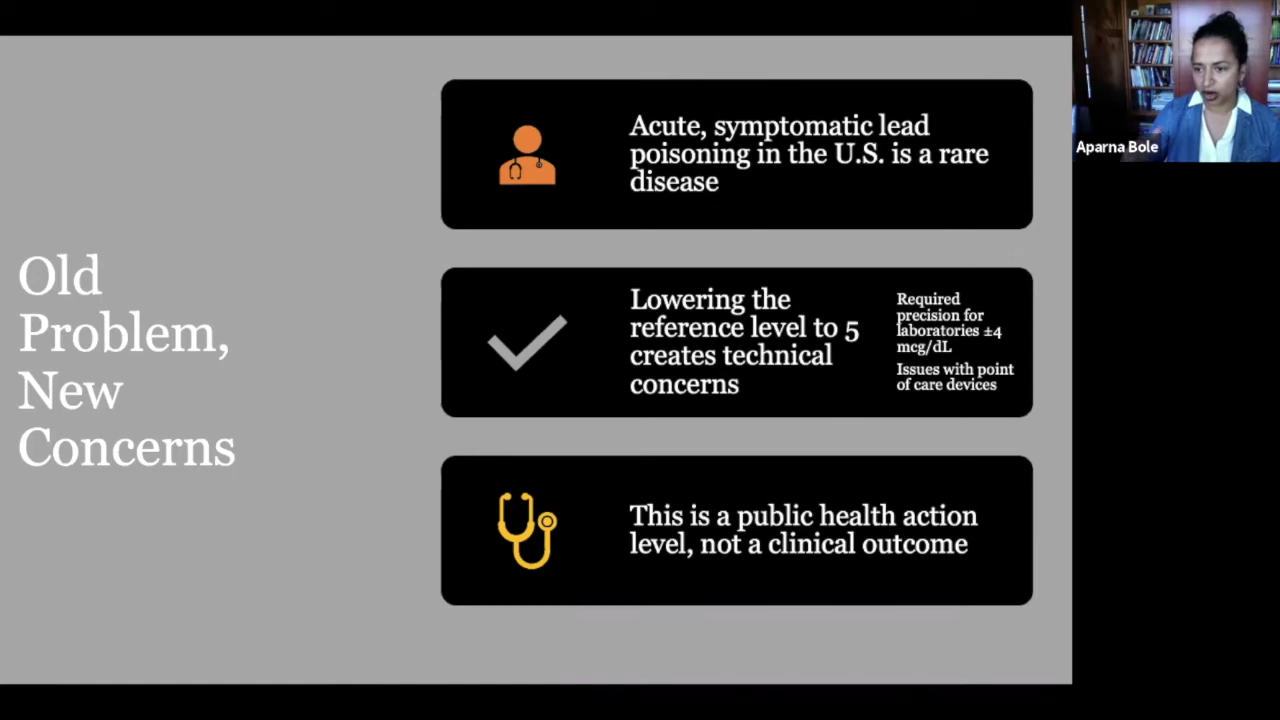 Old
Problem,
New
Concerns
Acute, symptomatic lead
poisoning in the U.S. is a rare
disease
Lowering the
reference level to 5
creates technical
concerns
Required
precision for
laboratories ±4
mcg/dL
Issues with point
of care devices
This is a public health action
level, not a clinical outcome
Aparna Bole